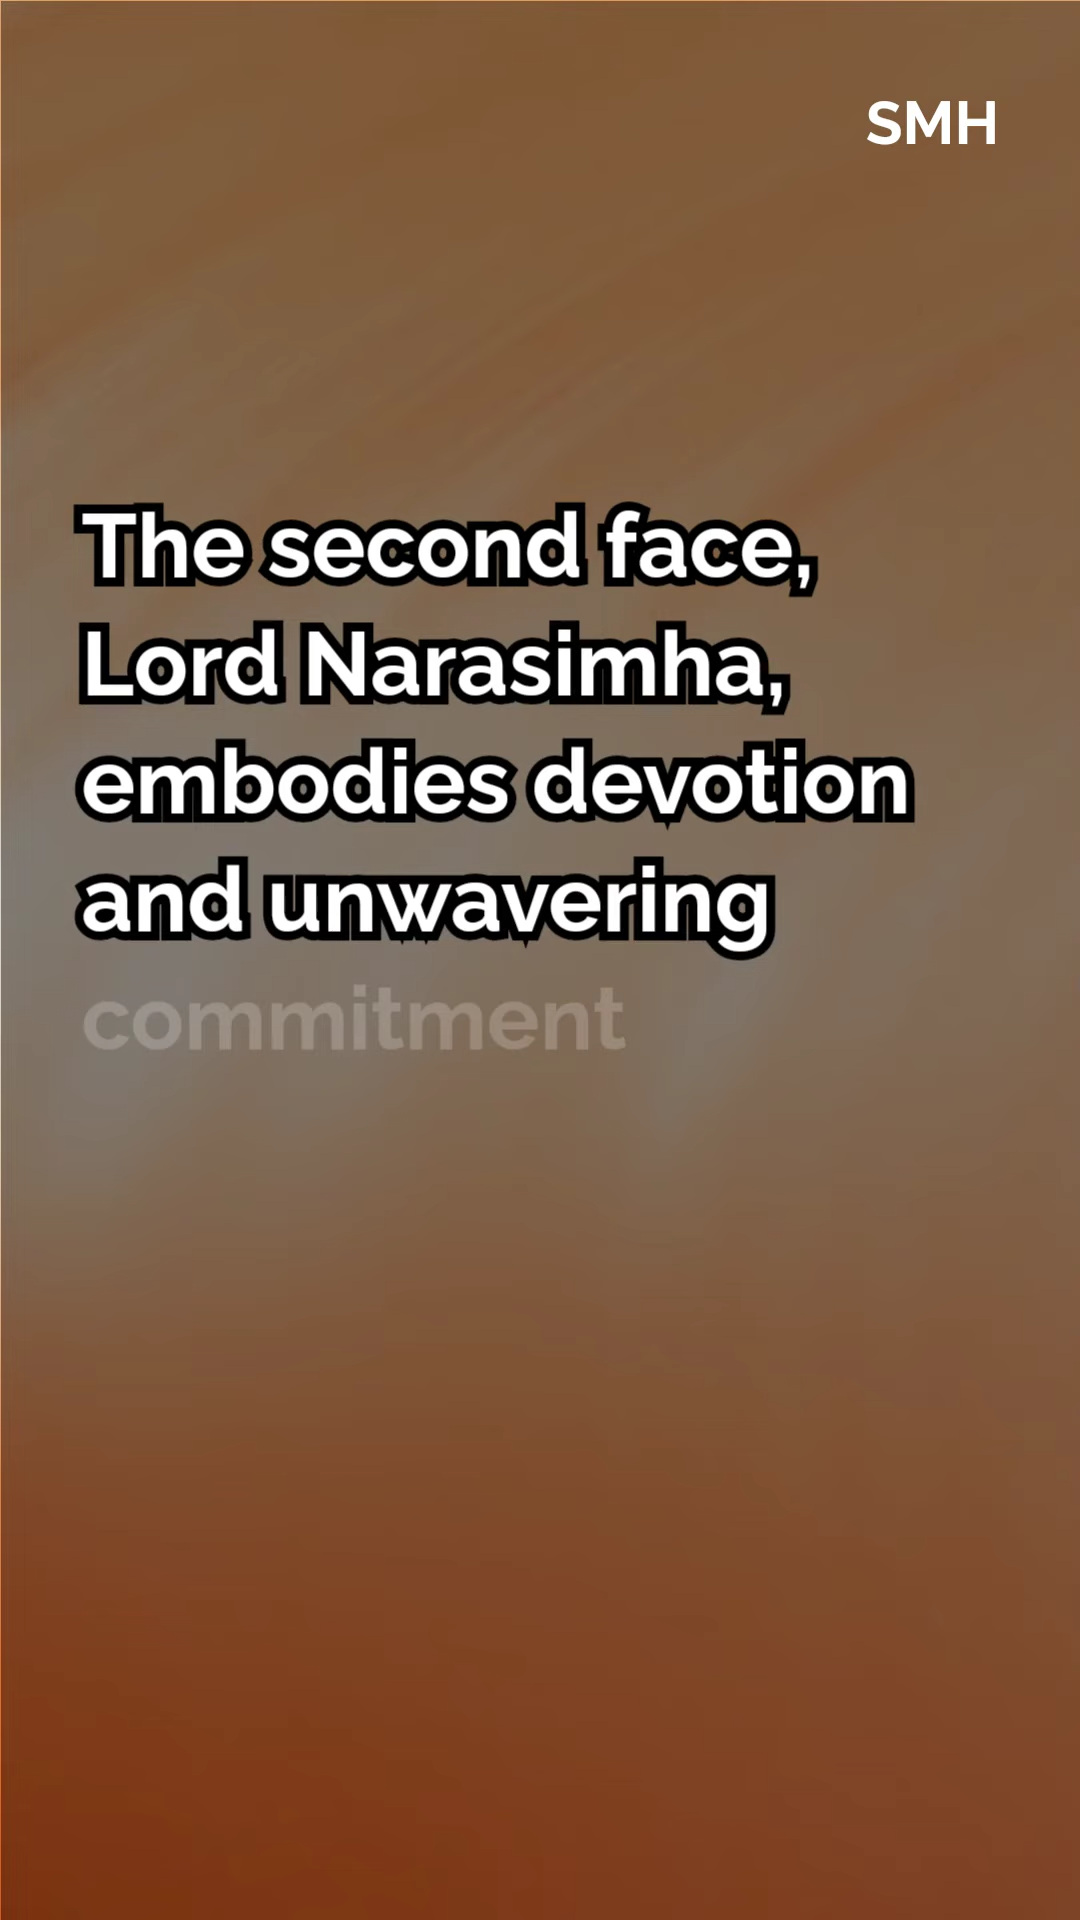 SMH
The second face,
Lord Narasimha,
embodies devotion
and unwavering
commitment